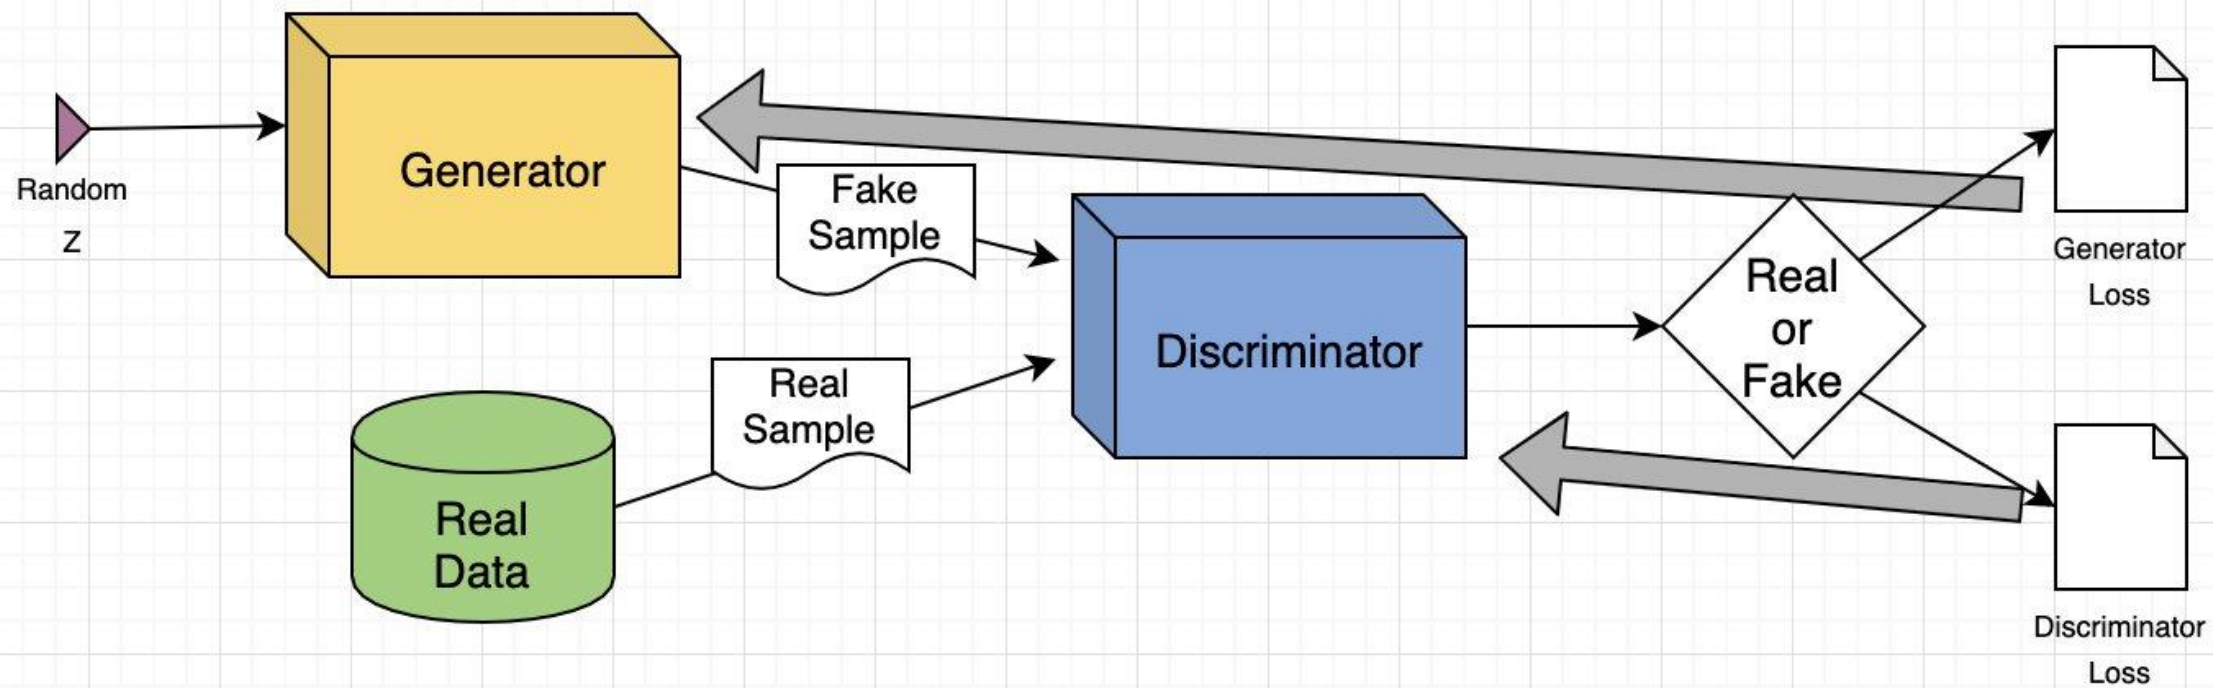 Random
z
Generator
Fake
Sample
Real
Data
Real
Sample
Discriminator
Real
or
Fake
Generator
Loss
Discriminator
Loss